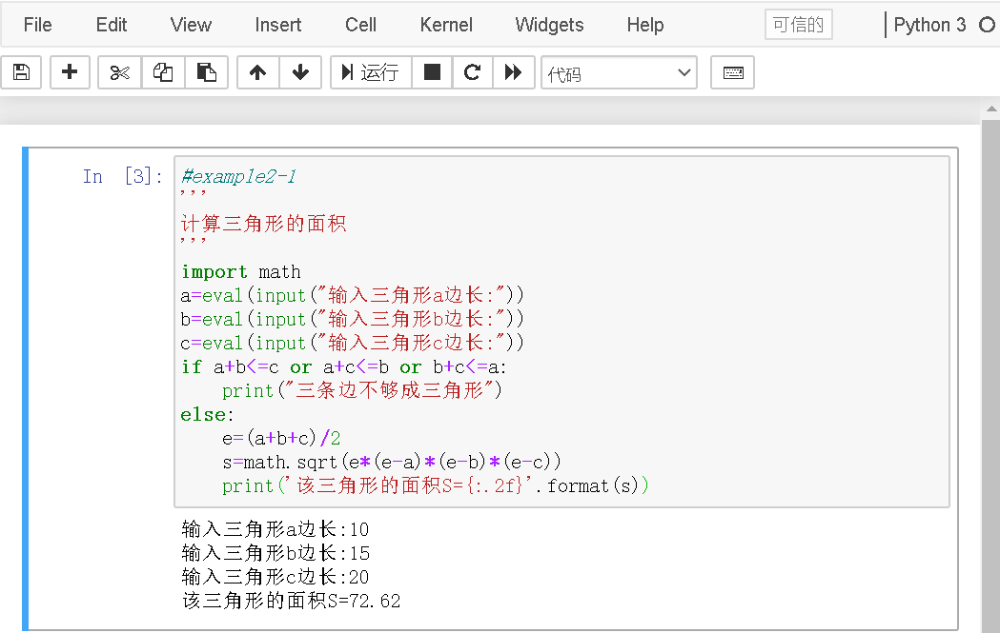 File Edit View Insert Cell Kernel Widgets Help 可信的 Python 3
运行 代码
In [3]: #example2-1
'''
计算三角形的面积
'''
import math
a=eval(input("输入三角形a边长:"))
b=eval(input("输入三角形b边长:"))
c=eval(input("输入三角形c边长:"))
if a+b<=c or a+c<=b or b+c<=a:
    print("三条边不够成三角形")
else:
    e=(a+b+c)/2
    s=math.sqrt(e*(e-a)*(e-b)*(e-c))
    print('该三角形的面积S={:.2f}'.format(s))
输入三角形a边长:10
输入三角形b边长:15
输入三角形c边长:20
该三角形的面积S=72.62